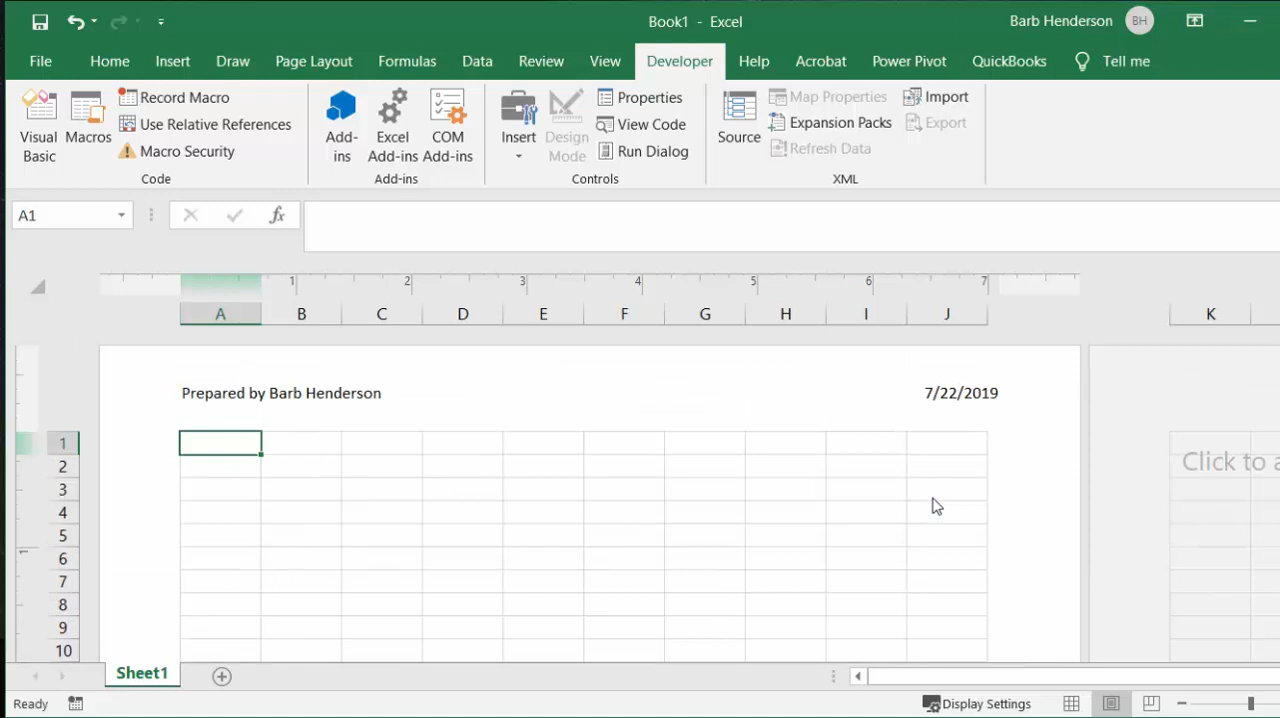 Book1 - Excel
Barb Henderson BH
File Home Insert Draw Page Layout Formulas Data Review View Developer Help Acrobat Power Pivot QuickBooks Tell me
Visual Basic
Macros
Record Macro
Use Relative References
Macro Security
Code
Add-ins
Excel Add-ins
COM Add-ins
Add-ins
Insert
Design Mode
Properties
View Code
Run Dialog
Controls
Source
Map Properties
Expansion Packs
Refresh Data
Import
Export
XML
A1 fx
1 2 3 4 5 6 7
A B C D E F G H I J K
Prepared by Barb Henderson 7/22/2019
1
2 Click to a
3
4
5
1
6
7
8
9
10
Sheet1
Ready Display Settings